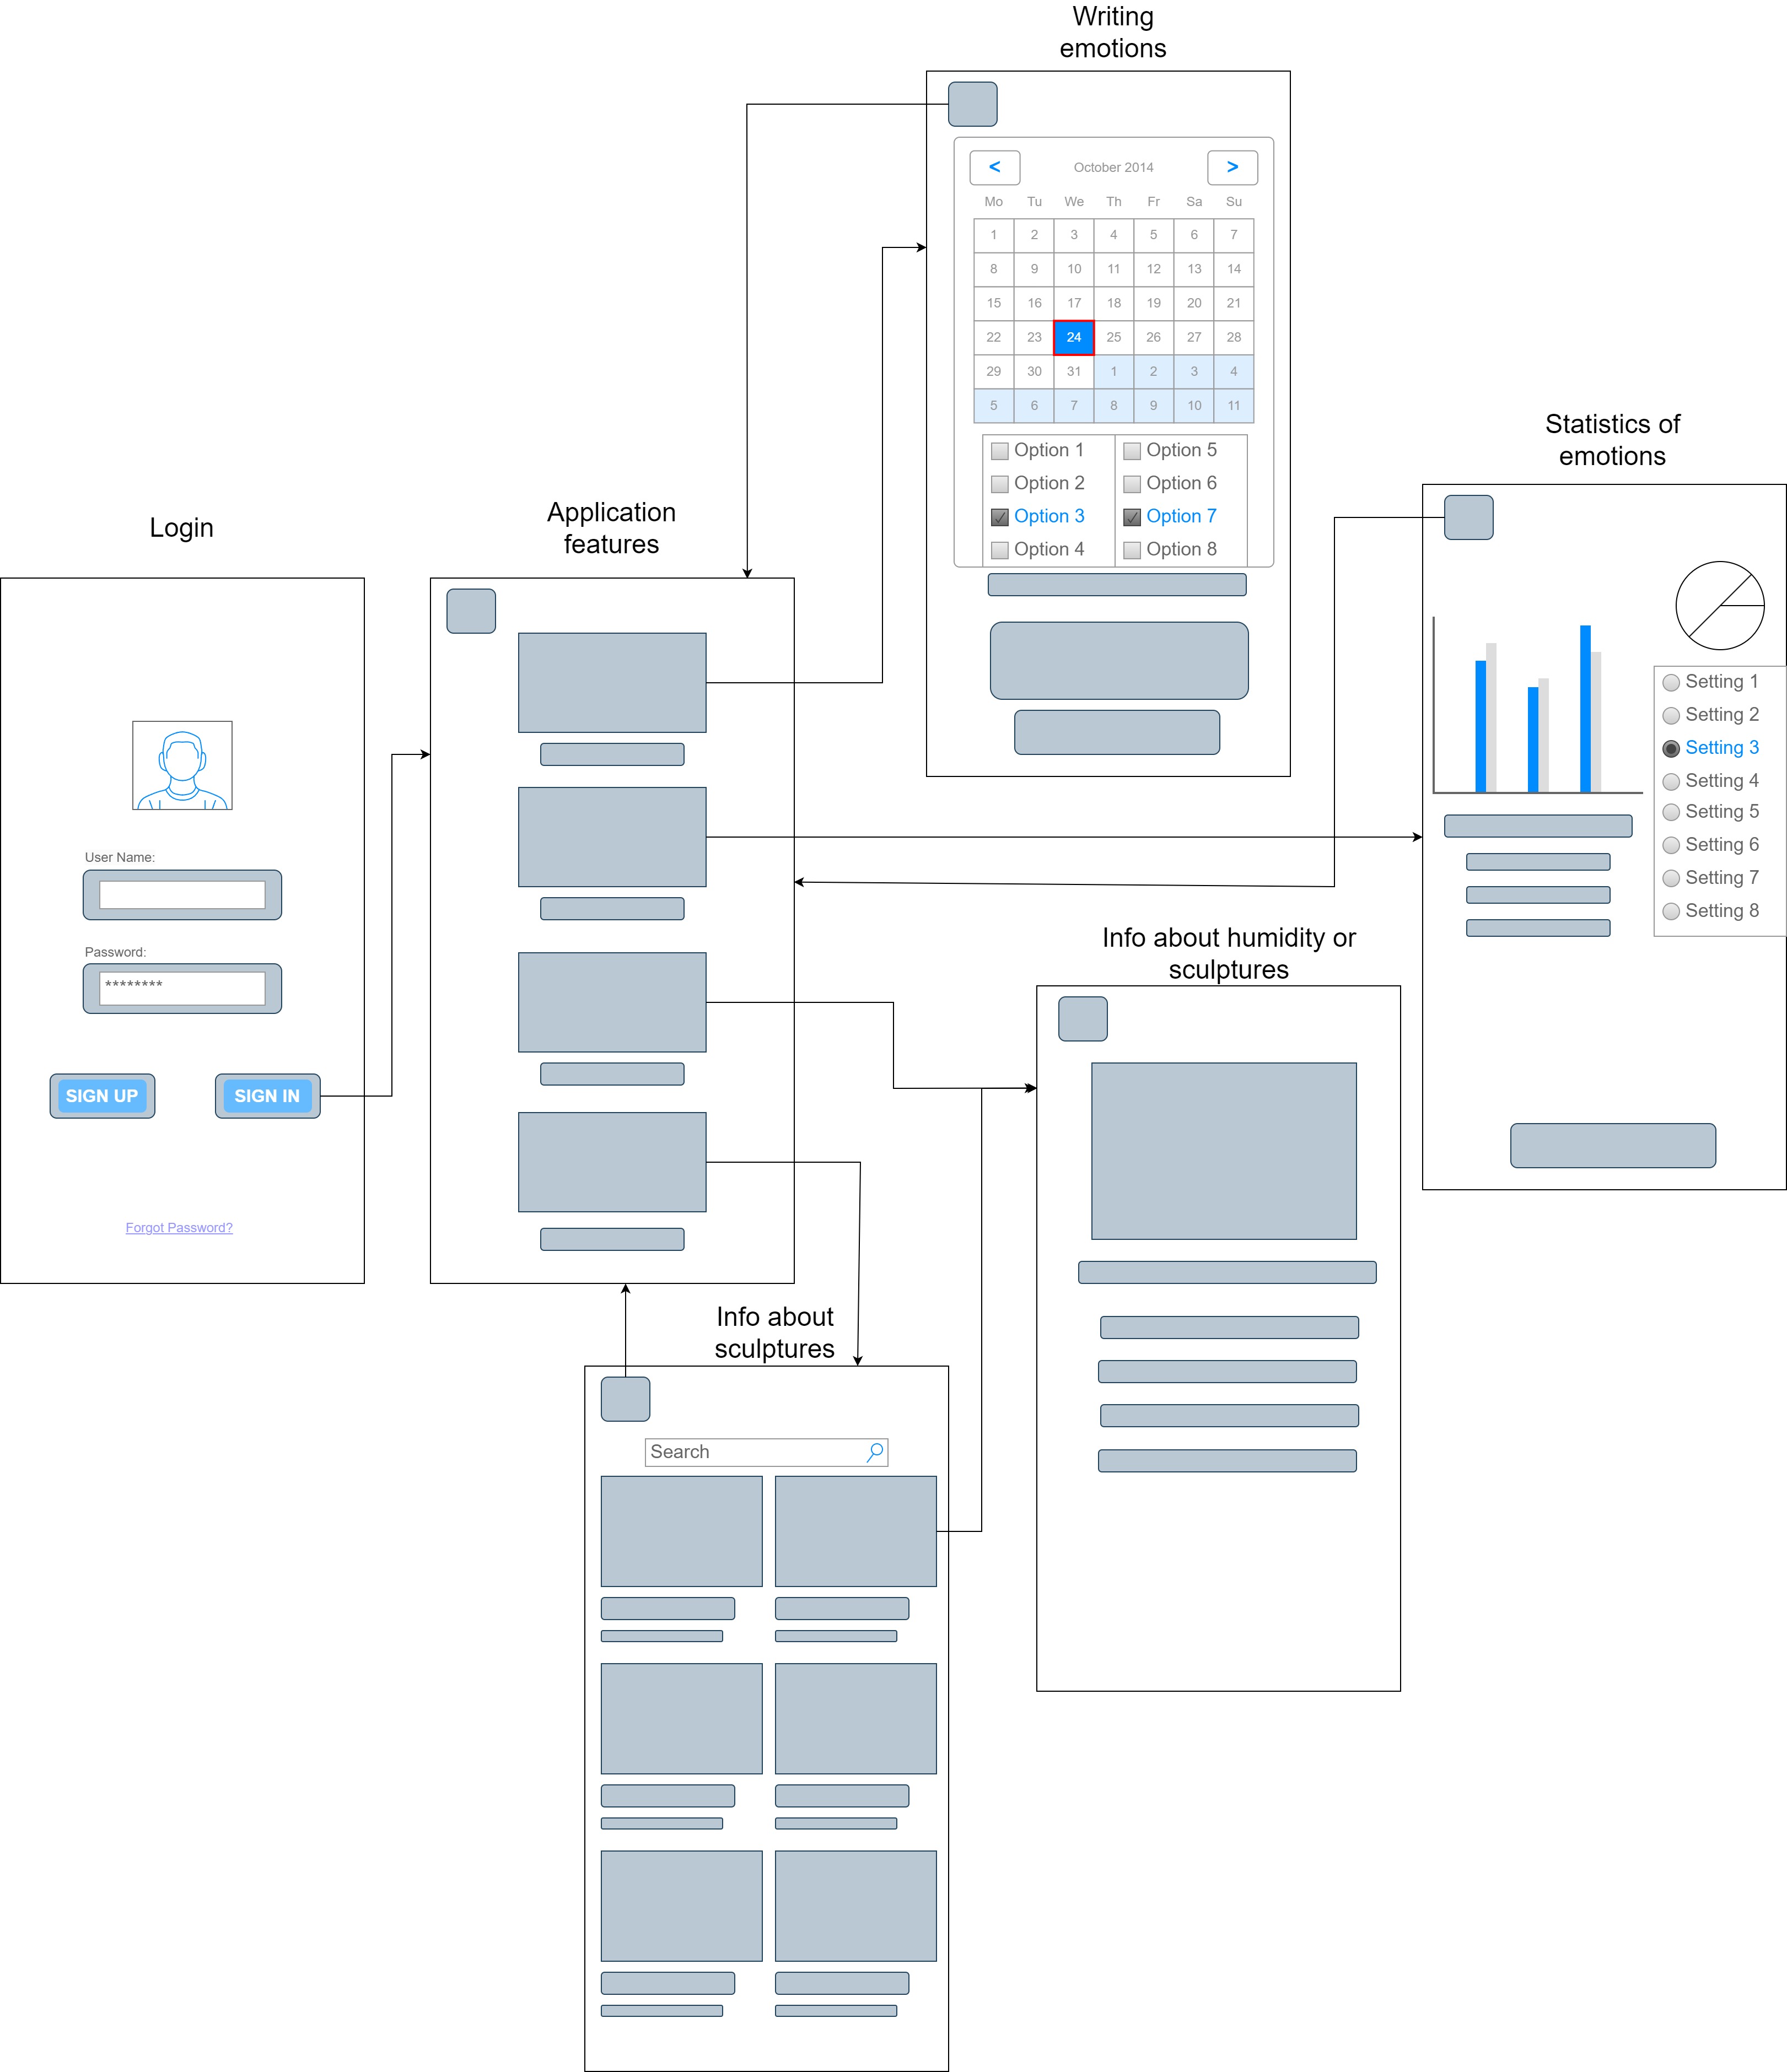 Writing
emotions
<
October 2014
>
Mo Tu We Th Fr Sa Su
1 2 3 4 5 6 7
8 9 10 11 12 13 14
15 16 17 18 19 20 21
22 23 24 25 26 27 28
29 30 31 1 2 3 4
5 6 7 8 9 10 11
Option 1
Option 2
Option 3
Option 4
Option 5
Option 6
Option 7
Option 8
Statistics of
emotions
Setting 1
Setting 2
Setting 3
Setting 4
Setting 5
Setting 6
Setting 7
Setting 8
Login
User Name:
Password:
********
SIGN UP
SIGN IN
Forgot Password?
Application
features
Info about humidity or
sculptures
Info about
sculptures
Search